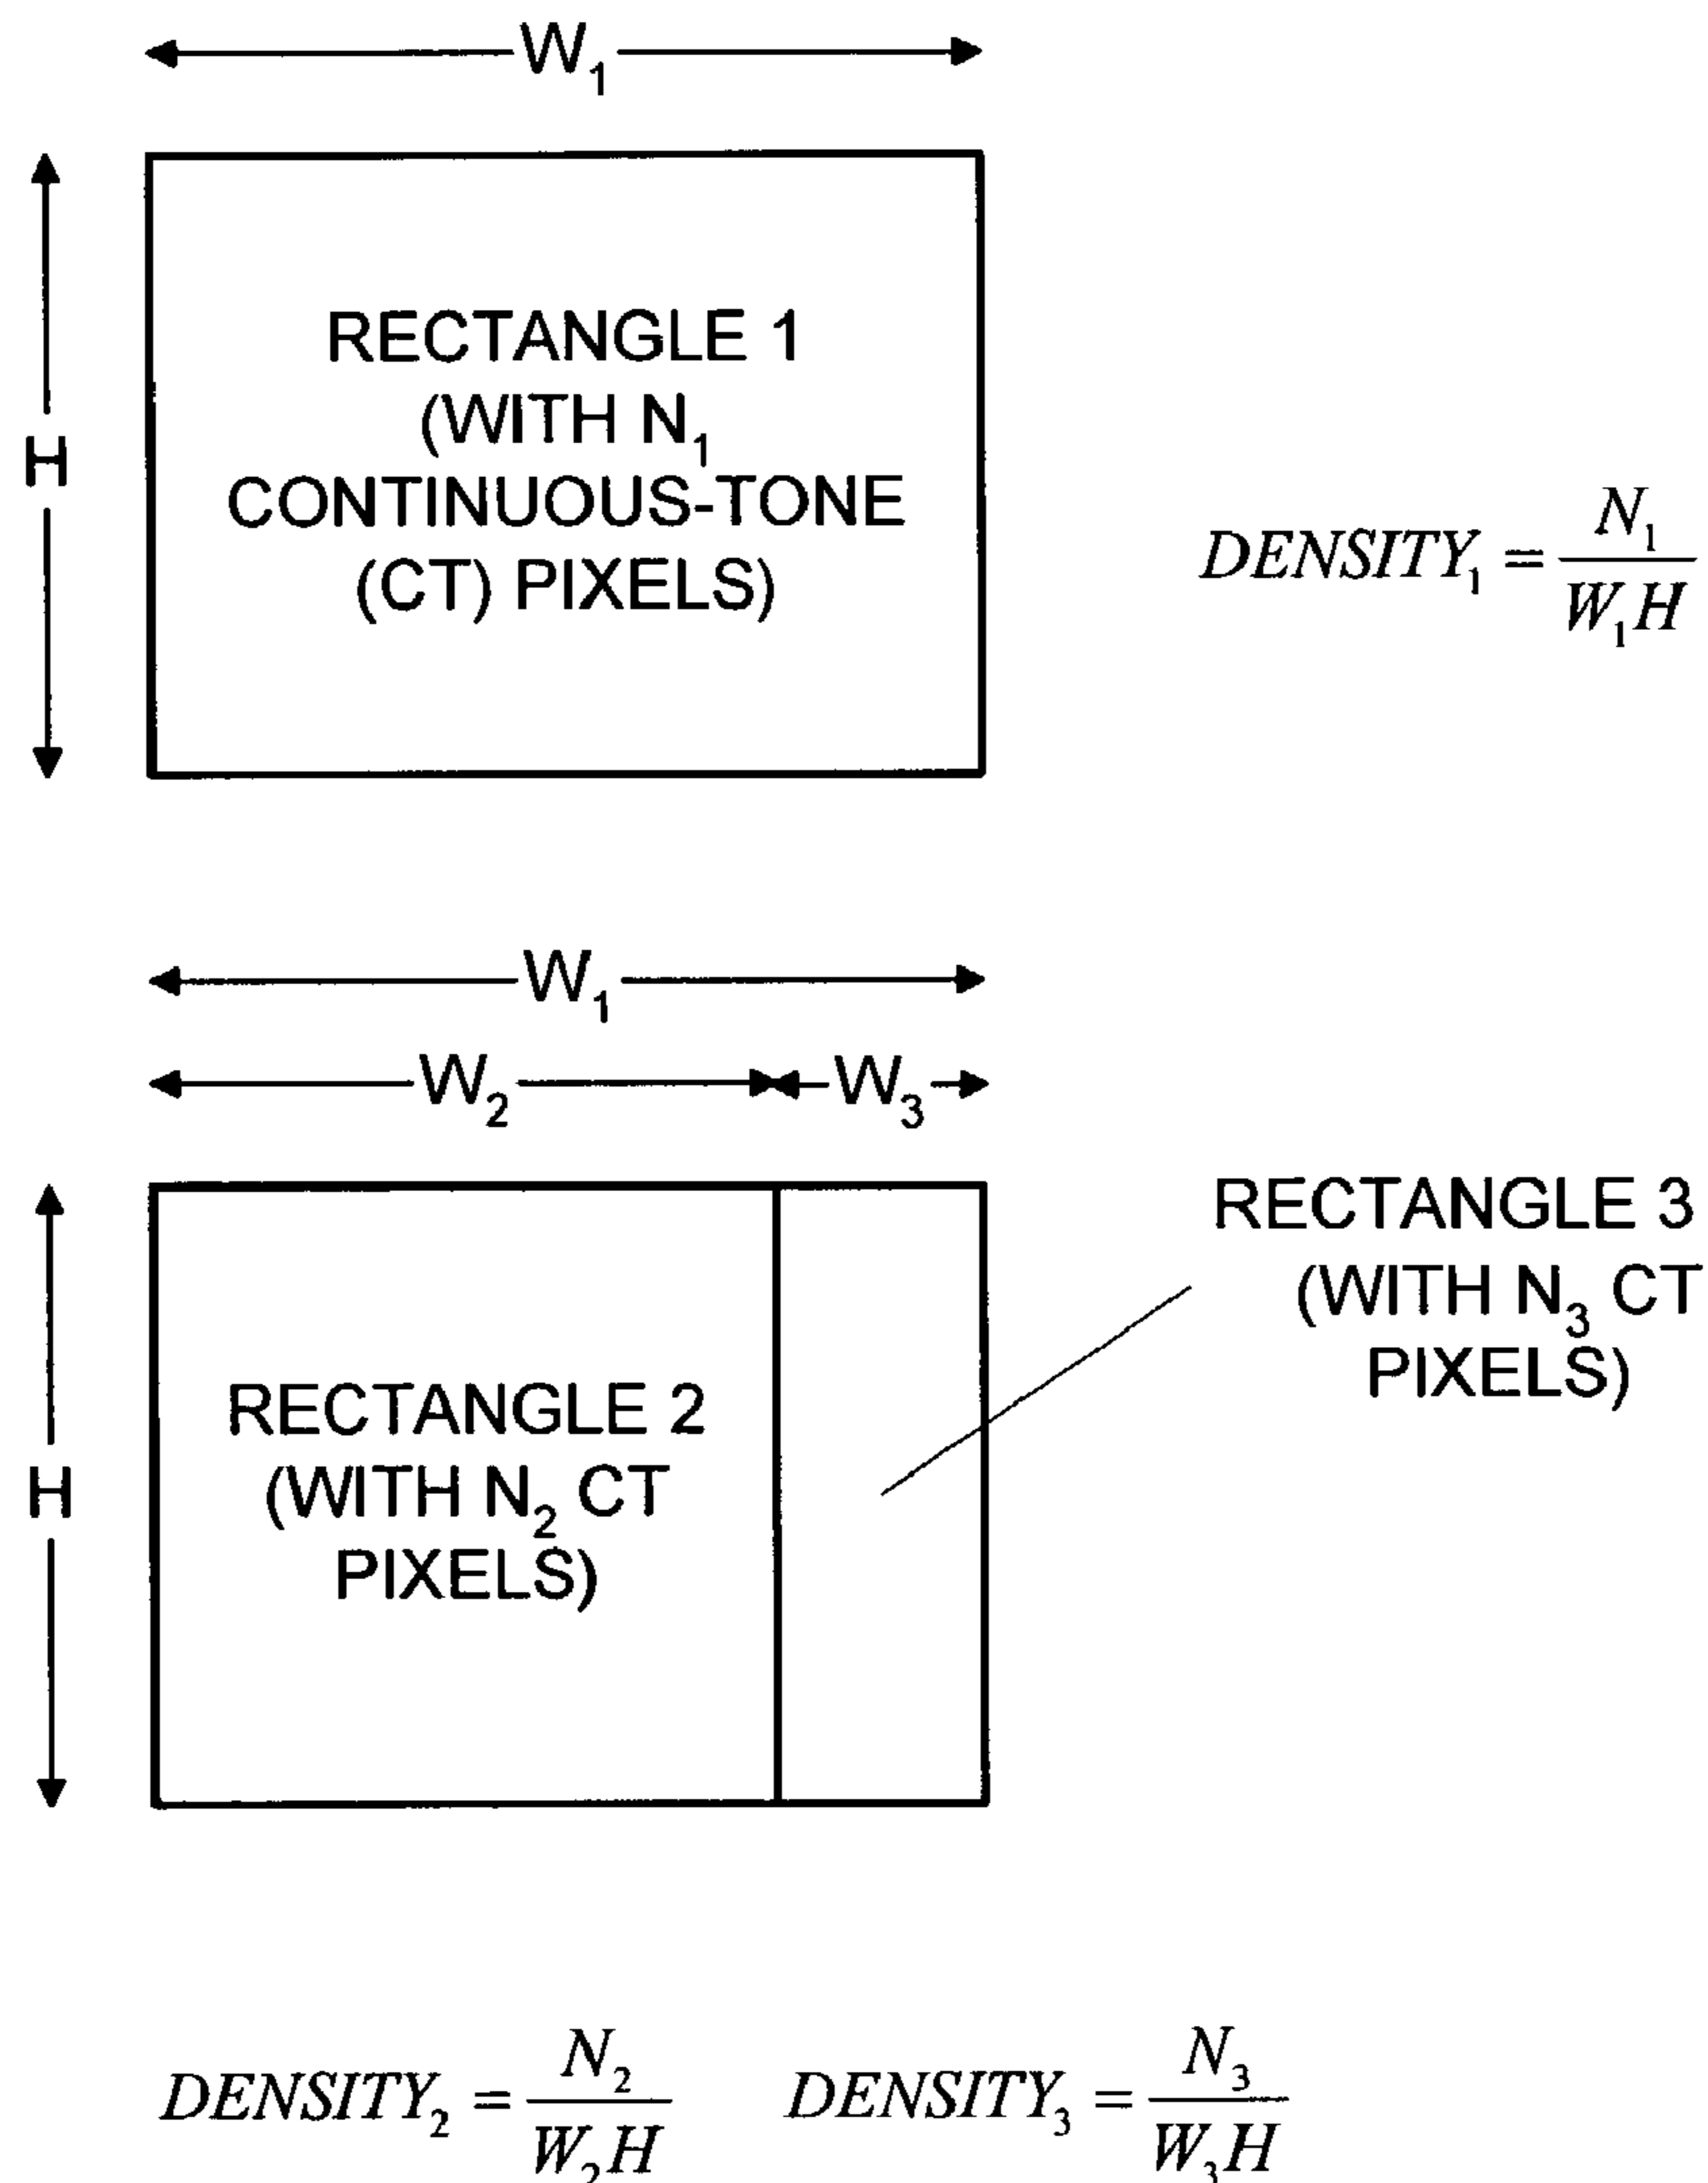 W₁
H
RECTANGLE 1
(WITH N₁
CONTINUOUS-TONE
(CT) PIXELS)
DENSITY₁ = N₁ / W₁H
W₁
W₂ W₃
H
RECTANGLE 2
(WITH N₂ CT
PIXELS)
RECTANGLE 3
(WITH N₃ CT
PIXELS)
DENSITY₂ = N₂ / W₂H DENSITY₃ = N₃ / W₃H